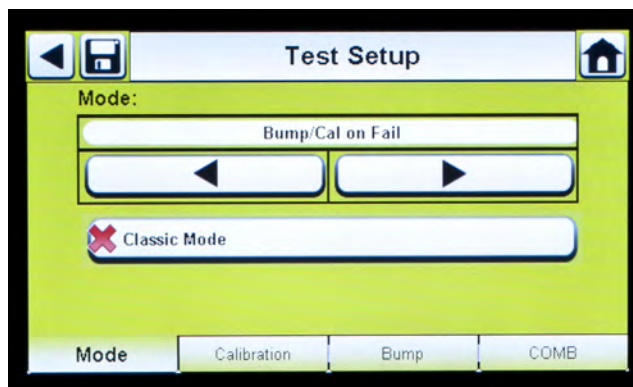 Test Setup
Mode:
Bump/Cal on Fail
Classic Mode
Mode Calibration Bump COMB